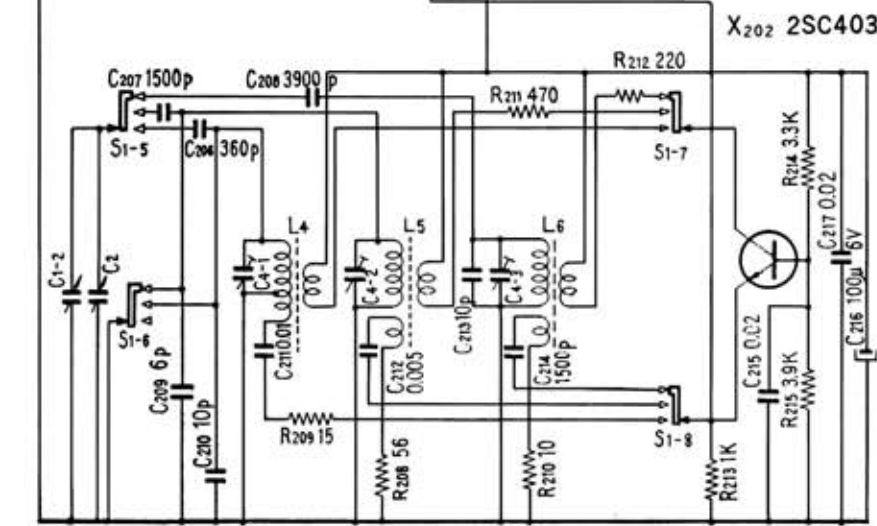 X202 2SC403
R212 220
C207 1500p
C208 3900 p
R211 470
S1-5
C206 360p
S1-7
R214 3.3K
C217 0.02
6V
L4
L5
L6
C1-2
C2
C4-1
C4-2
C213 10p
C4-3
C216 100μ
S1-6
C211 0.01
C212 0.005
C214 1500p
C215 0.02
R215 3.9K
C209 6p
C210 10p
R209 15
S1-8
R208 56
R210 10
R213 1K